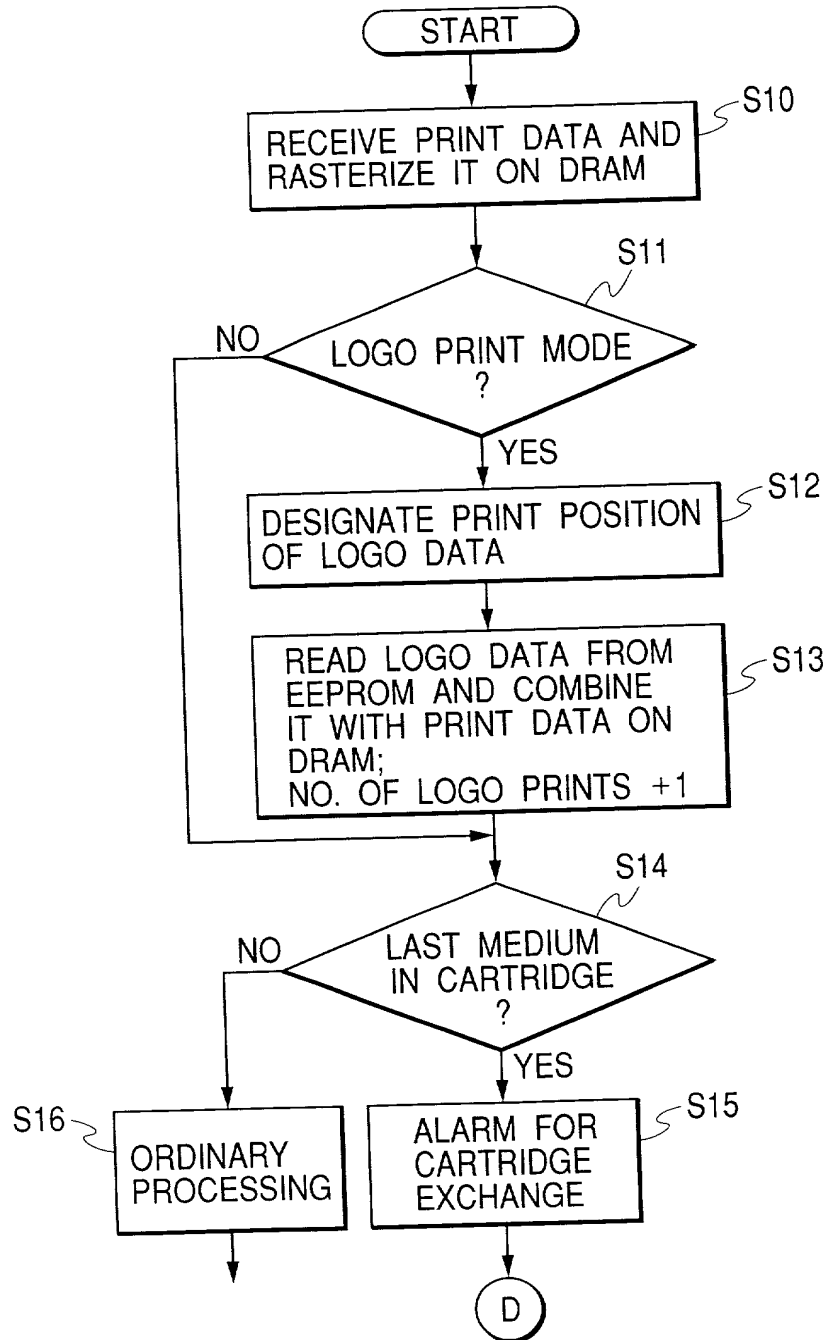 START
S10
RECEIVE PRINT DATA AND
RASTERIZE IT ON DRAM
S11
NO
LOGO PRINT MODE
?
YES
S12
DESIGNATE PRINT POSITION
OF LOGO DATA
S13
READ LOGO DATA FROM
EEPROM AND COMBINE
IT WITH PRINT DATA ON
DRAM;
NO. OF LOGO PRINTS +1
S14
NO
LAST MEDIUM
IN CARTRIDGE
?
YES
S16
ORDINARY
PROCESSING
S15
ALARM FOR
CARTRIDGE
EXCHANGE
D